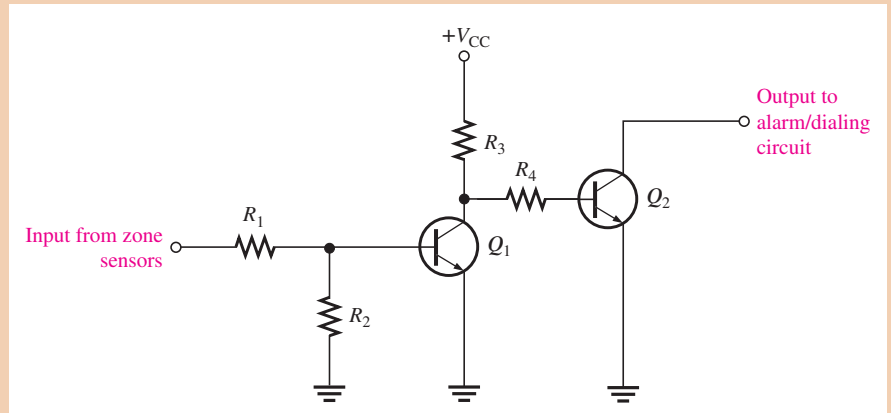 +VCC
Output to
alarm/dialing
circuit
R3
R4
Q2
R1
Input from zone
sensors
Q1
R2